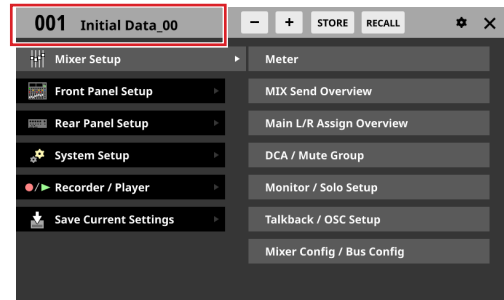 001 Initial Data_00 - + STORE RECALL
Mixer Setup
Front Panel Setup
Rear Panel Setup
System Setup
Recorder / Player
Save Current Settings
Meter
MIX Send Overview
Main L/R Assign Overview
DCA / Mute Group
Monitor / Solo Setup
Talkback / OSC Setup
Mixer Config / Bus Config